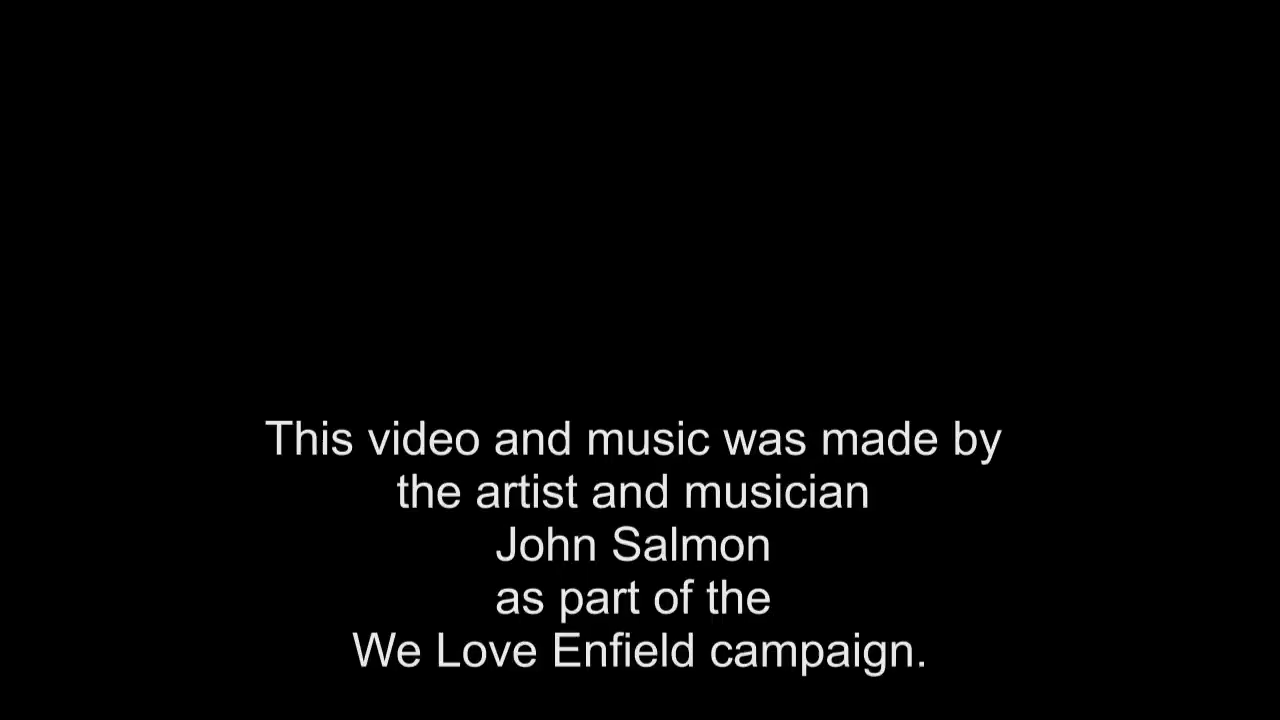 This video and music was made by
the artist and musician
John Salmon
as part of the
We Love Enfield campaign.